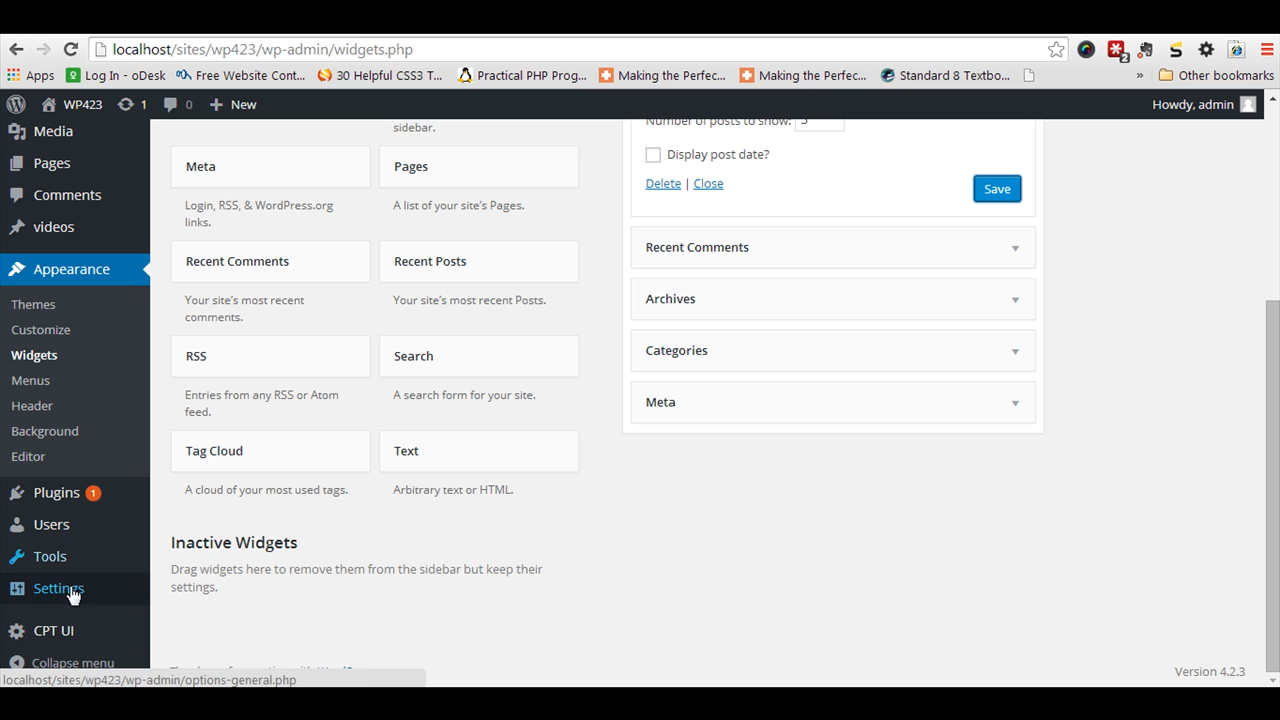 localhost/sites/wp423/wp-admin/widgets.php
2
Apps
Log In - oDesk
Free Website Cont...
30 Helpful CSS3 T...
Practical PHP Prog...
Making the Perfec...
Making the Perfec...
Standard 8 Textbo...
»
Other bookmarks
WP423
1
0
New
Howdy, admin
Media
Pages
Comments
videos
Appearance
Themes
Customize
Widgets
Menus
Header
Background
Editor
Plugins 1
Users
Tools
Settings
CPT UI
Collapse menu
sidebar.
Meta
Login, RSS, & WordPress.org
links.
Pages
A list of your site's Pages.
Recent Comments
Your site's most recent
comments.
Recent Posts
Your site's most recent Posts.
RSS
Entries from any RSS or Atom
feed.
Search
A search form for your site.
Tag Cloud
A cloud of your most used tags.
Text
Arbitrary text or HTML.
Inactive Widgets
Drag widgets here to remove them from the sidebar but keep their
settings.
Number of posts to show: 5
Display post date?
Delete | Close
Save
Recent Comments
Archives
Categories
Meta
Version 4.2.3
localhost/sites/wp423/wp-admin/options-general.php